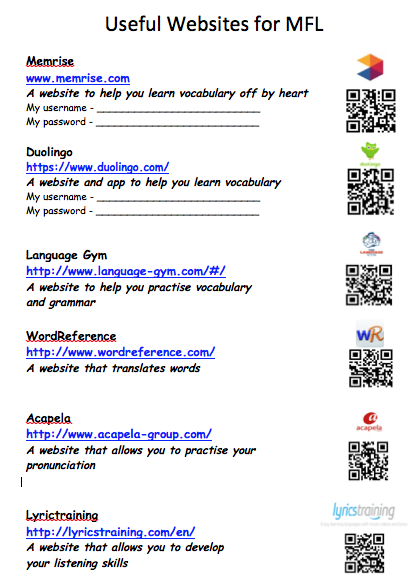 Useful Websites for MFL
Memrise
www.memrise.com
A website to help you learn vocabulary off by heart
My username - ___________________________
My password - ___________________________
Duolingo
duolingo
https://www.duolingo.com/
A website and app to help you learn vocabulary
My username - ___________________________
My password - ___________________________
Language Gym
http://www.language-gym.com/#/
A website to help you practise vocabulary
and grammar
WordReference
WR
http://www.wordreference.com/
A website that translates words
Acapela
acapela
http://www.acapela-group.com/
A website that allows you to practise your
pronunciation
Lyrictraining
lyricstraining
http://lyricstraining.com/en/
A website that allows you to develop
your listening skills